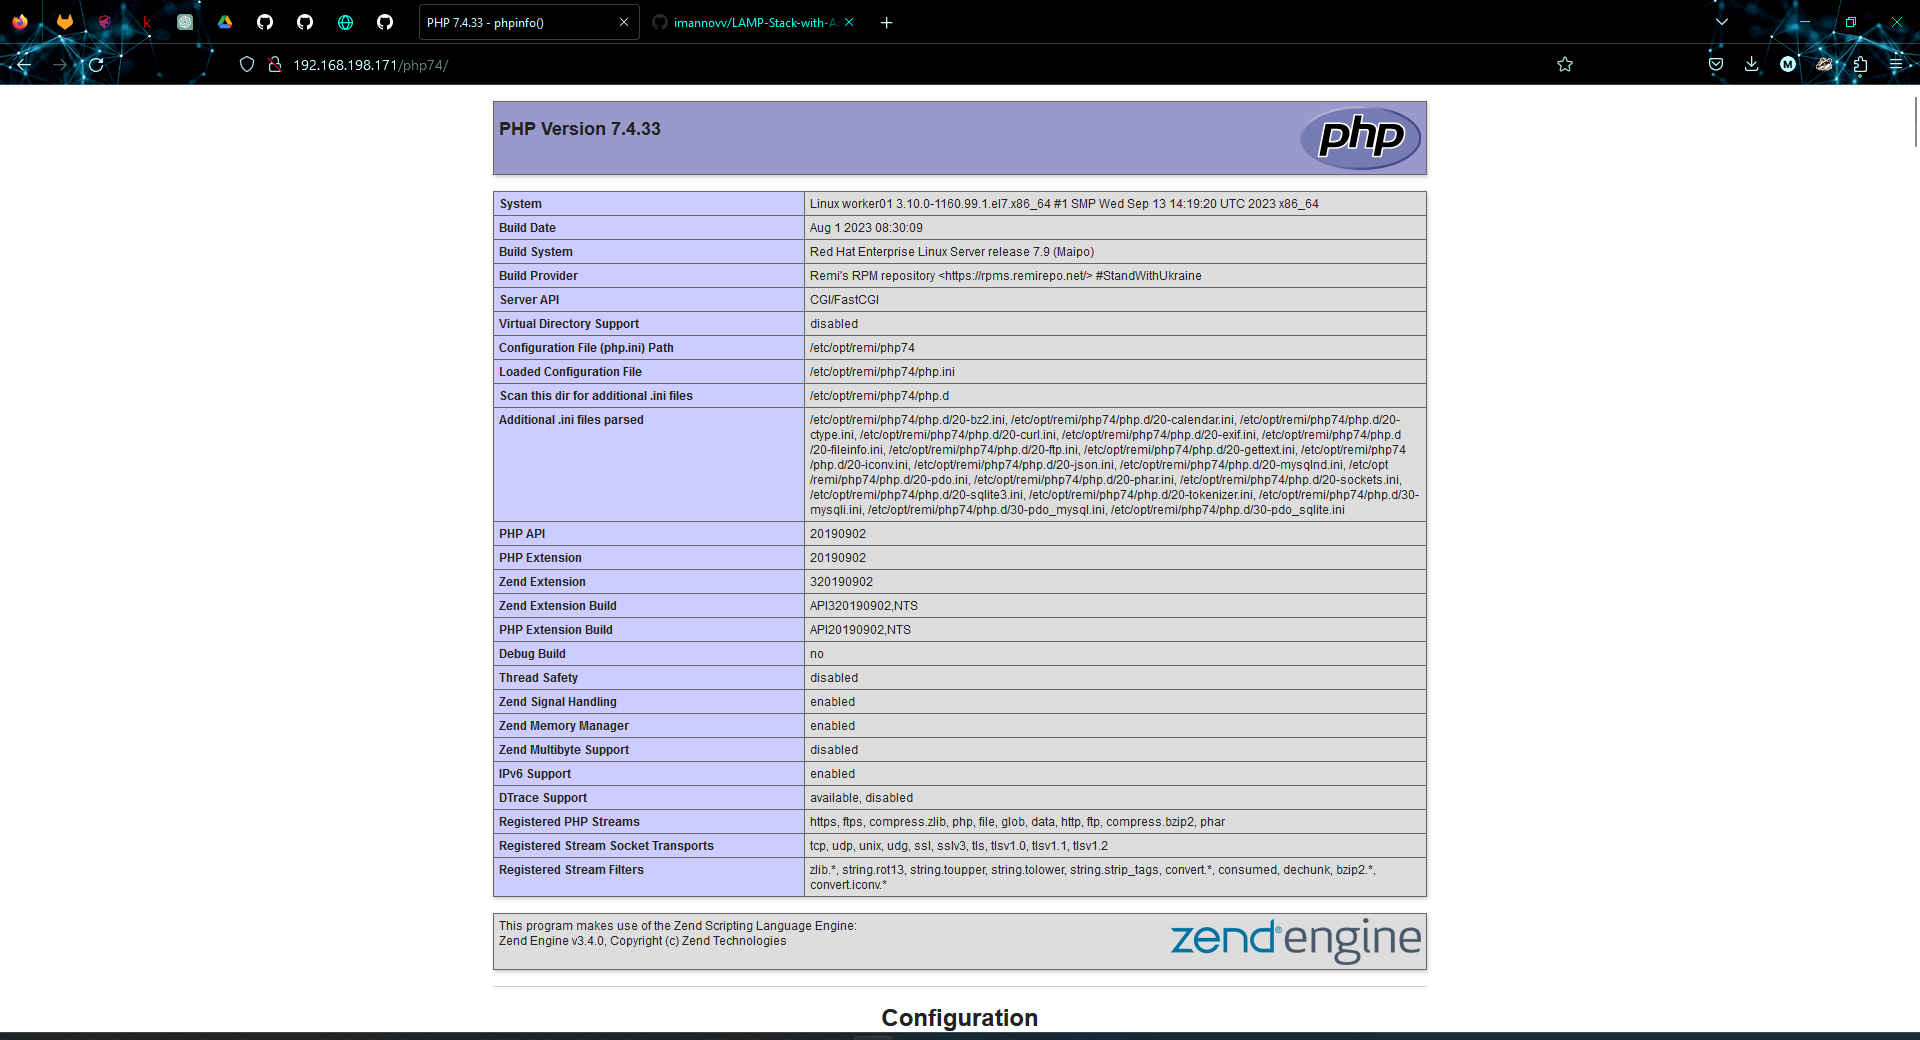 PHP 7.4.33 - phpinfo()
imannovv/LAMP-Stack-with-A
192.168.198.171/php74/
PHP Version 7.4.33
php
System Linux worker01 3.10.0-1160.99.1.el7.x86_64 #1 SMP Wed Sep 13 14:19:20 UTC 2023 x86_64
Build Date Aug 1 2023 08:30:09
Build System Red Hat Enterprise Linux Server release 7.9 (Maipo)
Build Provider Remi's RPM repository <https://rpms.remirepo.net/> #StandWithUkraine
Server API CGI/FastCGI
Virtual Directory Support disabled
Configuration File (php.ini) Path /etc/opt/remi/php74
Loaded Configuration File /etc/opt/remi/php74/php.ini
Scan this dir for additional .ini files /etc/opt/remi/php74/php.d
Additional .ini files parsed /etc/opt/remi/php74/php.d/20-bz2.ini, /etc/opt/remi/php74/php.d/20-calendar.ini, /etc/opt/remi/php74/php.d/20-
ctype.ini, /etc/opt/remi/php74/php.d/20-curl.ini, /etc/opt/remi/php74/php.d/20-exif.ini, /etc/opt/remi/php74/php.d
/20-fileinfo.ini, /etc/opt/remi/php74/php.d/20-ftp.ini, /etc/opt/remi/php74/php.d/20-gettext.ini, /etc/opt/remi/php74
/php.d/20-iconv.ini, /etc/opt/remi/php74/php.d/20-json.ini, /etc/opt/remi/php74/php.d/20-mysqlnd.ini, /etc/opt
/remi/php74/php.d/20-pdo.ini, /etc/opt/remi/php74/php.d/20-phar.ini, /etc/opt/remi/php74/php.d/20-sockets.ini,
/etc/opt/remi/php74/php.d/20-sqlite3.ini, /etc/opt/remi/php74/php.d/20-tokenizer.ini, /etc/opt/remi/php74/php.d/30-
mysqli.ini, /etc/opt/remi/php74/php.d/30-pdo_mysql.ini, /etc/opt/remi/php74/php.d/30-pdo_sqlite.ini
PHP API 20190902
PHP Extension 20190902
Zend Extension 320190902
Zend Extension Build API320190902,NTS
PHP Extension Build API20190902,NTS
Debug Build no
Thread Safety disabled
Zend Signal Handling enabled
Zend Memory Manager enabled
Zend Multibyte Support disabled
IPv6 Support enabled
DTrace Support available, disabled
Registered PHP Streams https, ftps, compress.zlib, php, file, glob, data, http, ftp, compress.bzip2, phar
Registered Stream Socket Transports tcp, udp, unix, udg, ssl, sslv3, tls, tlsv1.0, tlsv1.1, tlsv1.2
Registered Stream Filters zlib.*, string.rot13, string.toupper, string.tolower, string.strip_tags, convert.*, consumed, dechunk, bzip2.*,
convert.iconv.*
This program makes use of the Zend Scripting Language Engine:
Zend Engine v3.4.0, Copyright (c) Zend Technologies
zend® engine
Configuration